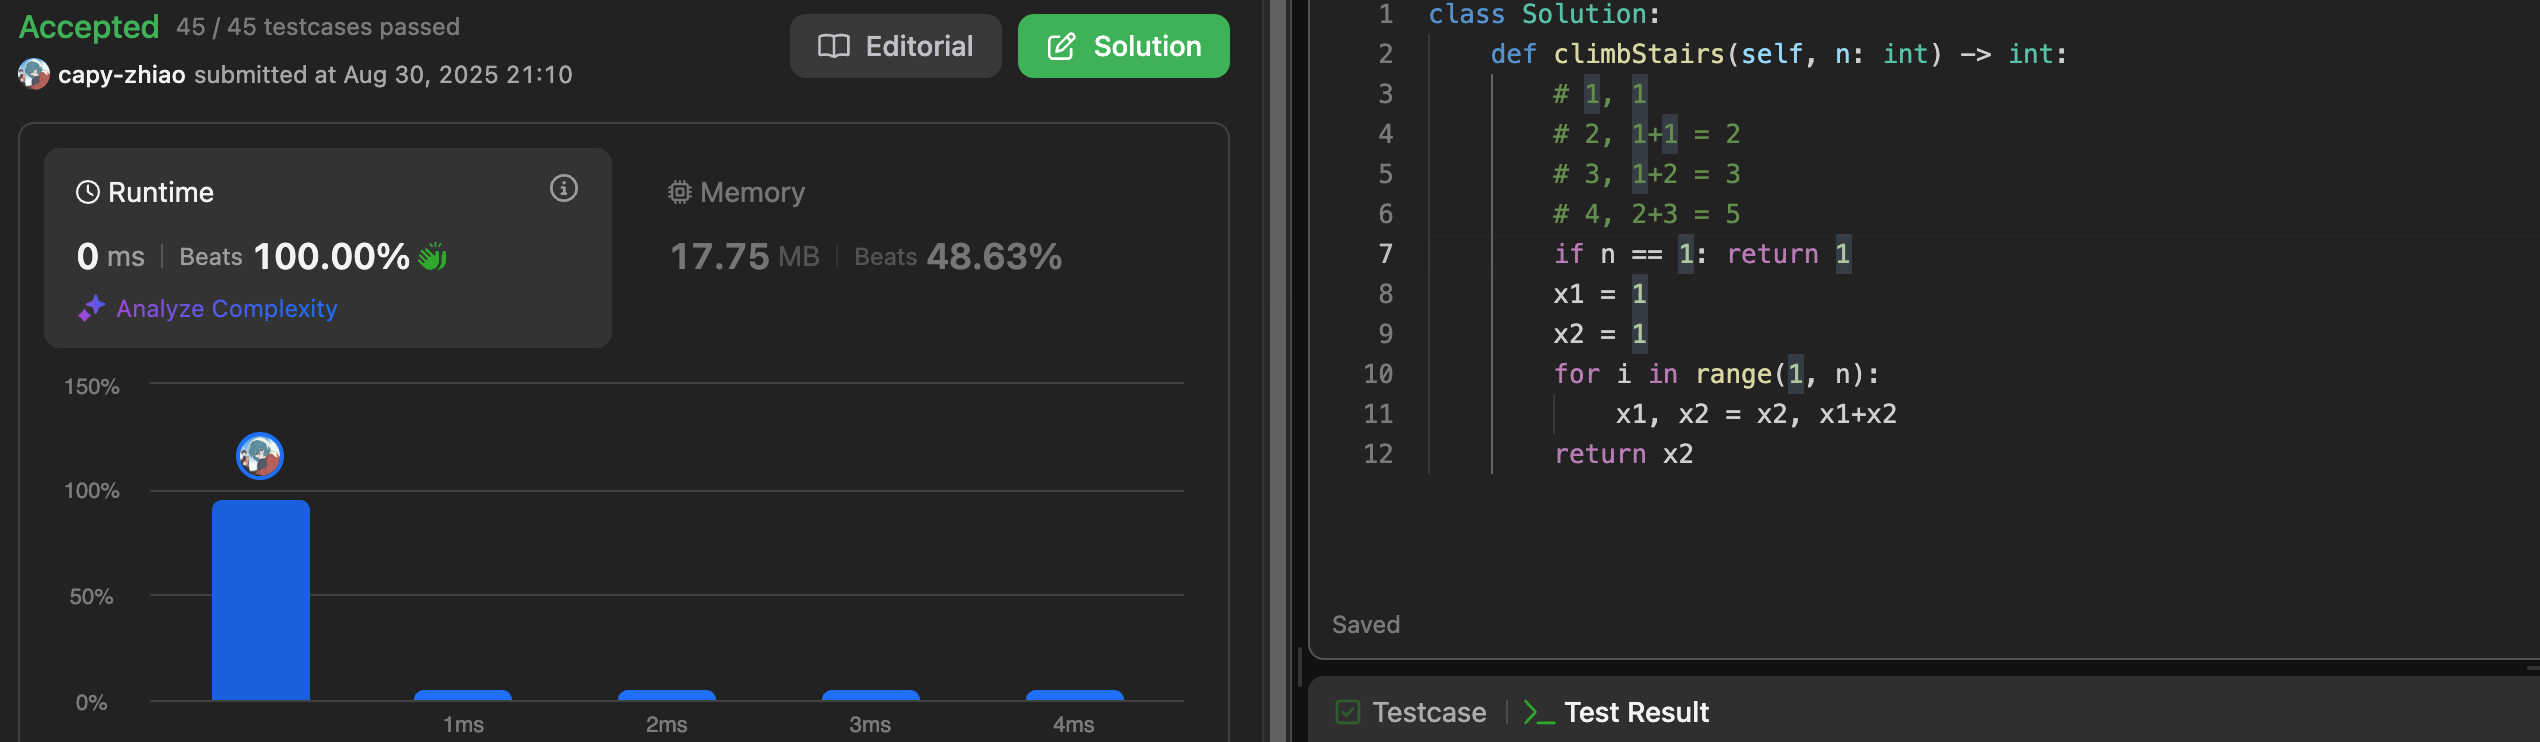 Accepted 45 / 45 testcases passed
capy-zhiao submitted at Aug 30, 2025 21:10
Editorial
Solution
Runtime
0 ms | Beats 100.00%
Analyze Complexity
Memory
17.75 MB | Beats 48.63%
150%
100%
50%
0%
1ms 2ms 3ms 4ms
1 class Solution:
2     def climbStairs(self, n: int) -> int:
3         # 1, 1
4         # 2, 1+1 = 2
5         # 3, 1+2 = 3
6         # 4, 2+3 = 5
7         if n == 1: return 1
8         x1 = 1
9         x2 = 1
10         for i in range(1, n):
11             x1, x2 = x2, x1+x2
12         return x2
Saved
Testcase | >_ Test Result